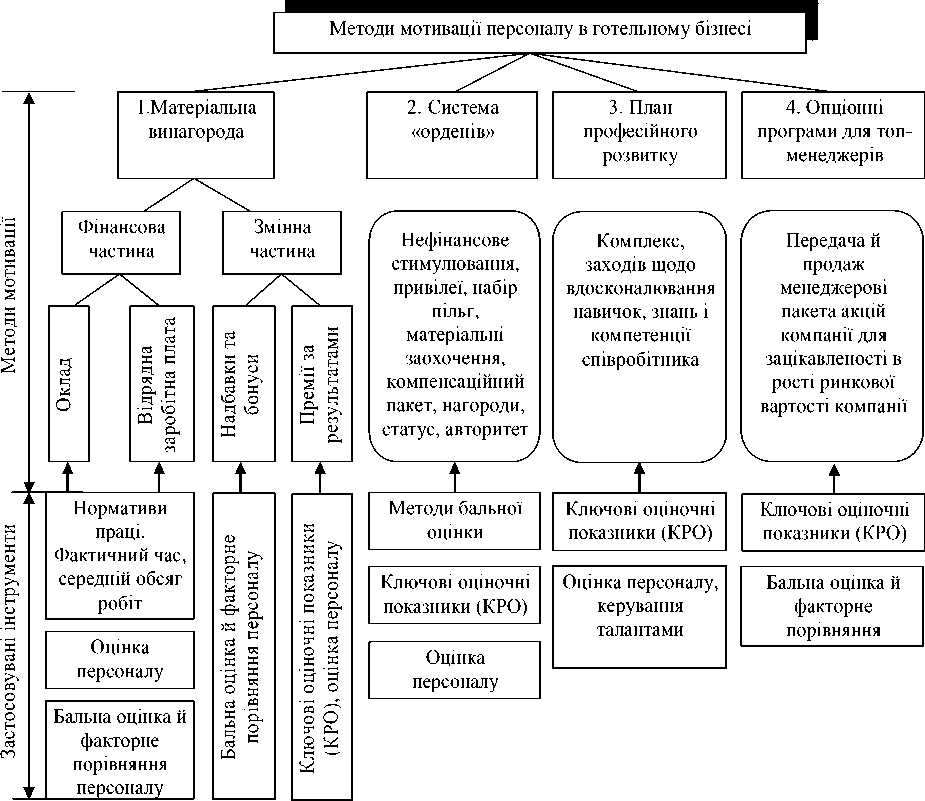 Методи мотивації персоналу в готельному бізнесі
1.Матеріальна
винагорода
2. Система
«орденів»
3. План
професійного
розвитку
4. Опціонні
програми для топ-
менеджерів
Методи мотивації
Фінансова
частина
Змінна
частина
Оклад
Відрядна
заробітна плата
Надбавки та
бонуси
Премії за
результатами
Нефінансове
стимулювання,
привілеї, набір
пільг,
матеріальні
заохочення,
компенсаційний
пакет, нагороди,
статус, авторитет
Комплекс,
заходів щодо
вдосконалювання
навичок, знань і
компетенції
співробітника
Передача й
продаж
менеджерові
пакета акцій
компанії для
зацікавленості в
рості ринкової
вартості компанії
Застосовувані інструменти
Нормативи
праці.
Фактичний час,
середній обсяг
робіт
Оцінка
персоналу
Бальна оцінка й
факторне
порівняння
персоналу
Бальна оцінка й факторне
порівняння персоналу
Ключові оціночні показники
(КРО), оцінка персоналу
Методи бальної
оцінки
Ключові оціночні
показники (КРО)
Оцінка
персоналу
Ключові оціночні
показники (КРО)
Оцінка персоналу,
керування
талантами
Ключові оціночні
показники (КРО)
Бальна оцінка й
факторне
порівняння